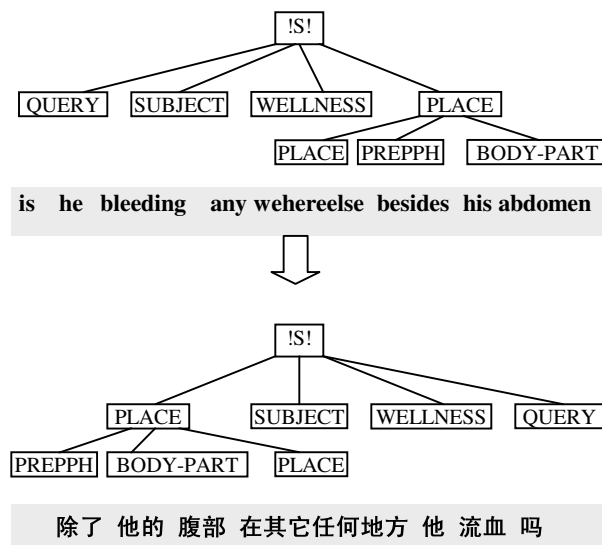 !S!
QUERY SUBJECT WELLNESS PLACE
PLACE PREPPH BODY-PART
is he bleeding any wehereelse besides his abdomen
!S!
PLACE SUBJECT WELLNESS QUERY
PREPPH BODY-PART PLACE
除了 他的 腹部 在其它任何地方 他 流血 吗